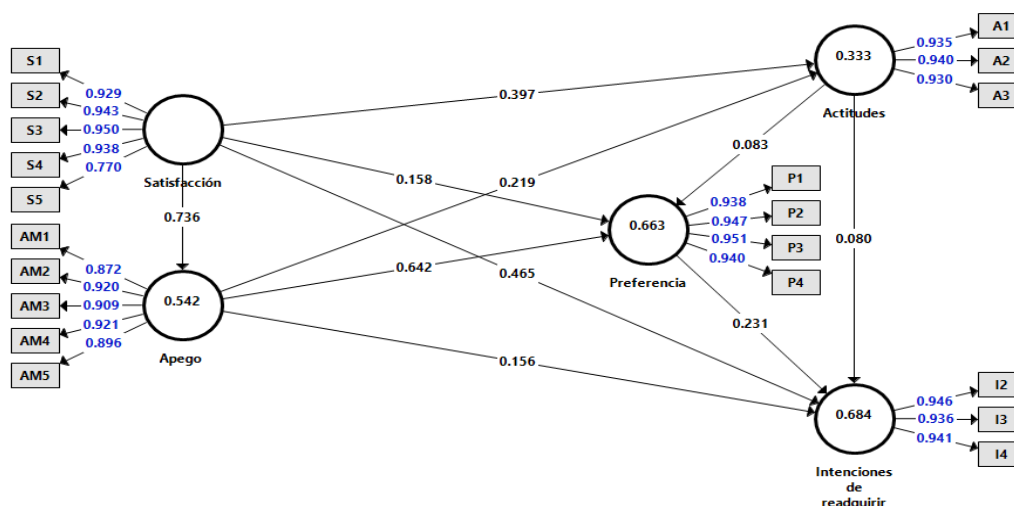 S1
S2
S3
S4
S5
0.929
0.943
0.950
0.938
0.770
Satisfacción
0.736
AM1
AM2
AM3
AM4
AM5
0.872
0.920
0.909
0.921
0.896
0.542
Apego
0.397
0.158
0.219
0.642
0.465
0.156
0.663
Preferencia
0.938
0.947
0.951
0.940
P1
P2
P3
P4
0.083
0.231
0.333
Actitudes
0.935
0.940
0.930
A1
A2
A3
0.080
0.684
Intenciones
de
readquirir
0.946
0.936
0.941
I2
I3
I4